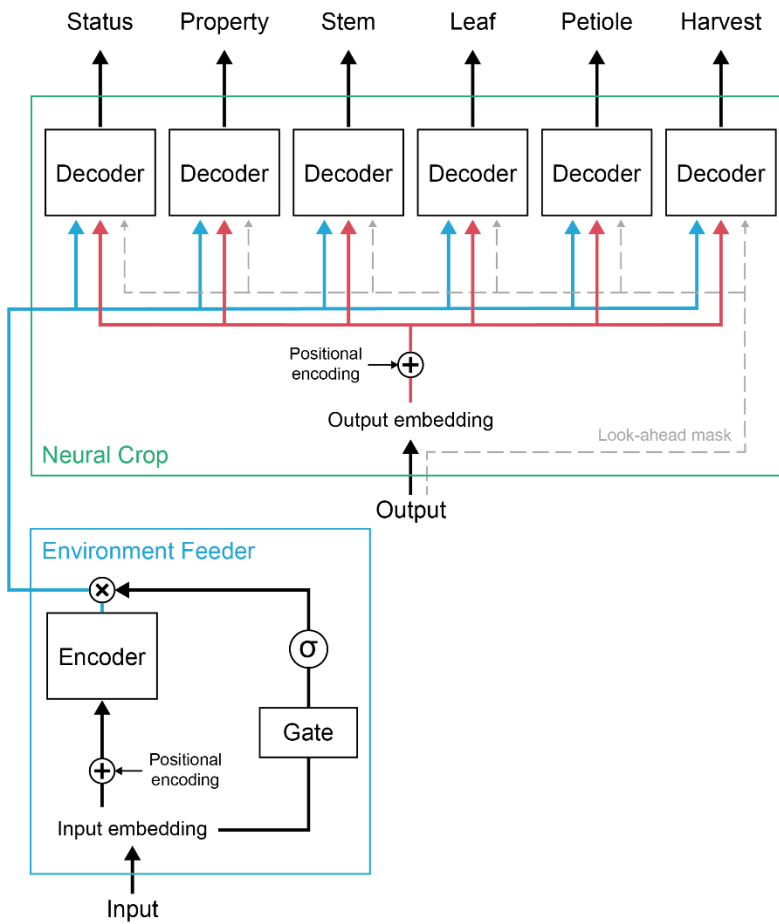 Status Property Stem Leaf Petiole Harvest
Decoder Decoder Decoder Decoder Decoder Decoder
Positional
encoding
+
Output embedding
Look-ahead mask
Neural Crop
Output
Environment Feeder
×
Encoder
σ
Gate
+
Positional
encoding
Input embedding
Input